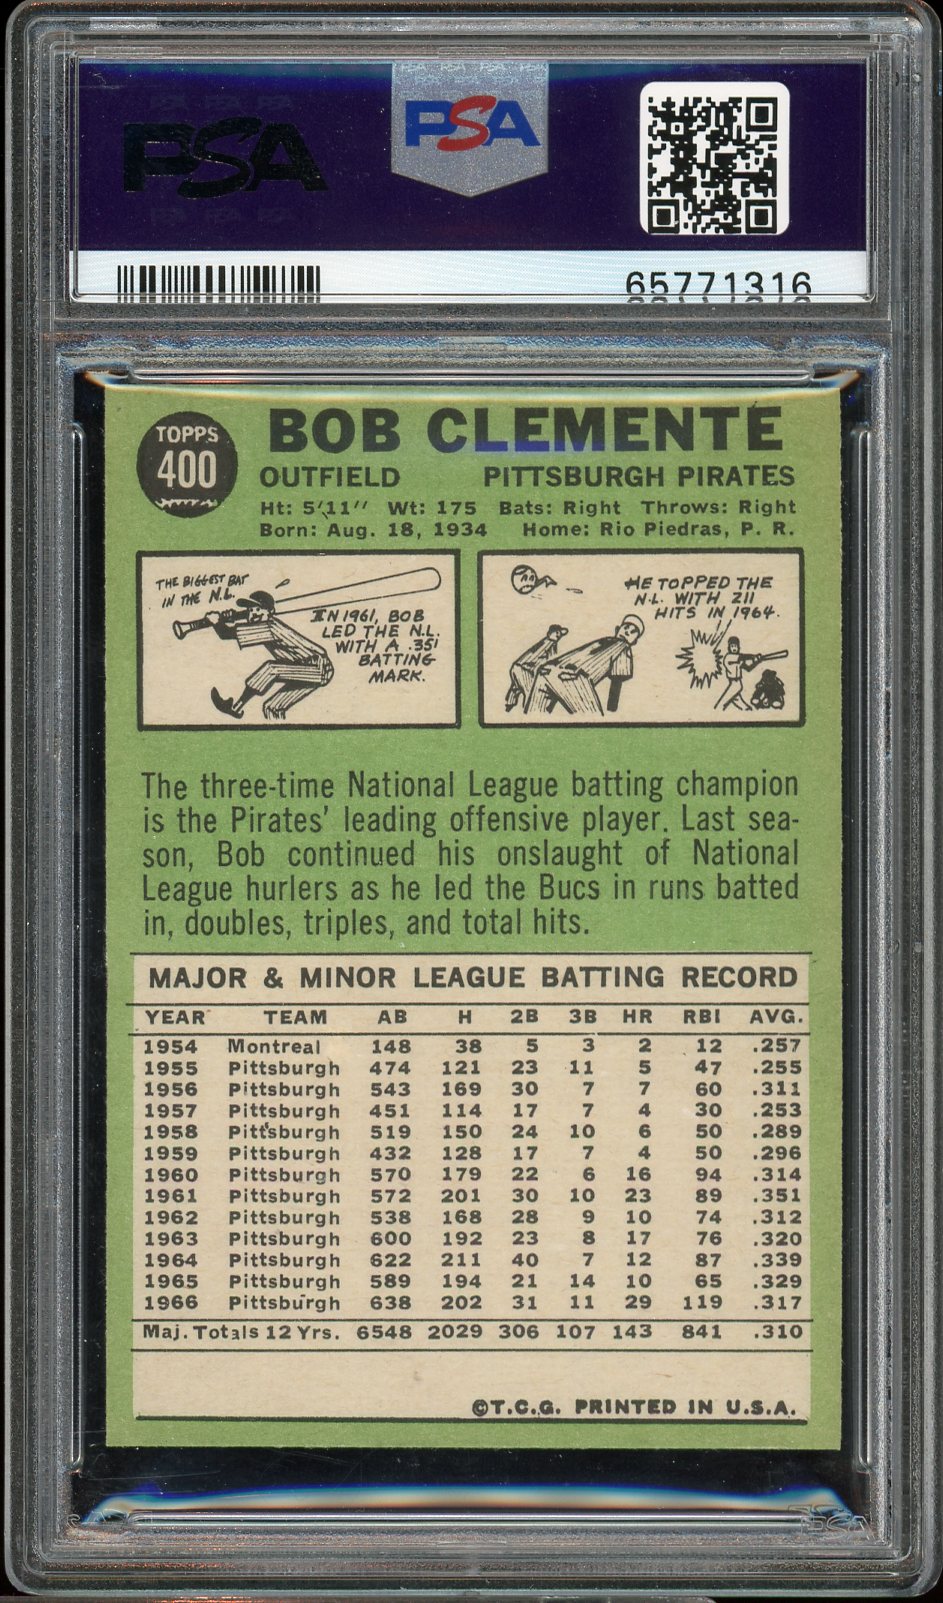 PSA
PSA
65771316
TOPPS
400
BOB CLEMENTE
OUTFIELD PITTSBURGH PIRATES
Ht: 5'11" Wt: 175 Bats: Right Throws: Right
Born: Aug. 18, 1934 Home: Rio Piedras, P. R.
THE BIGGEST BAT
IN THE N.L.
IN 1961, BOB
LED THE N.L.
WITH A .351
BATTING
MARK.
HE TOPPED THE
N.L. WITH 211
HITS IN 1964.
The three-time National League batting champion
is the Pirates' leading offensive player. Last sea-
son, Bob continued his onslaught of National
League hurlers as he led the Bucs in runs batted
in, doubles, triples, and total hits.
MAJOR & MINOR LEAGUE BATTING RECORD
YEAR TEAM AB H 2B 3B HR RBI AVG.
1954 Montreal 148 38 5 3 2 12 .257
1955 Pittsburgh 474 121 23 11 5 47 .255
1956 Pittsburgh 543 169 30 7 7 60 .311
1957 Pittsburgh 451 114 17 7 4 30 .253
1958 Pittsburgh 519 150 24 10 6 50 .289
1959 Pittsburgh 432 128 17 7 4 50 .296
1960 Pittsburgh 570 179 22 6 16 94 .314
1961 Pittsburgh 572 201 30 10 23 89 .351
1962 Pittsburgh 538 168 28 9 10 74 .312
1963 Pittsburgh 600 192 23 8 17 76 .320
1964 Pittsburgh 622 211 40 7 12 87 .339
1965 Pittsburgh 589 194 21 14 10 65 .329
1966 Pittsburgh 638 202 31 11 29 119 .317
Maj. Totals 12 Yrs. 6548 2029 306 107 143 841 .310
©T.C.G. PRINTED IN U.S.A.
PSA